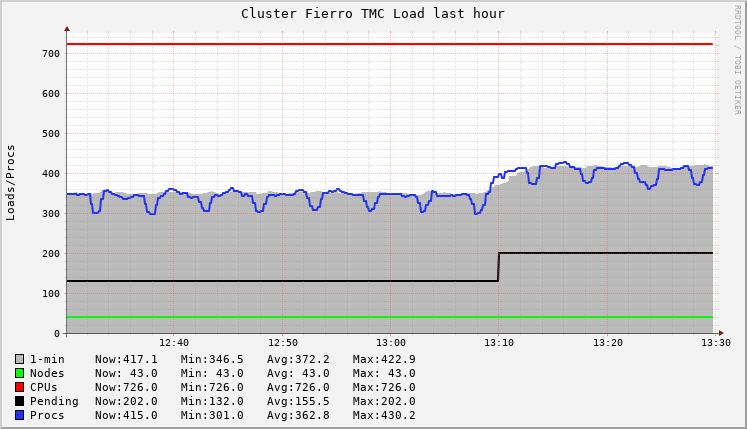 Cluster Fierro TMC Load last hour
RRDTOOL / TOBI OETIKER
Loads/Procs
700
600
500
400
300
200
100
0
12:40 12:50 13:00 13:10 13:20 13:30
1-min Now:417.1 Min:346.5 Avg:372.2 Max:422.9
Nodes Now: 43.0 Min: 43.0 Avg: 43.0 Max: 43.0
CPUs Now:726.0 Min:726.0 Avg:726.0 Max:726.0
Pending Now:202.0 Min:132.0 Avg:155.5 Max:202.0
Procs Now:415.0 Min:301.0 Avg:362.8 Max:430.2